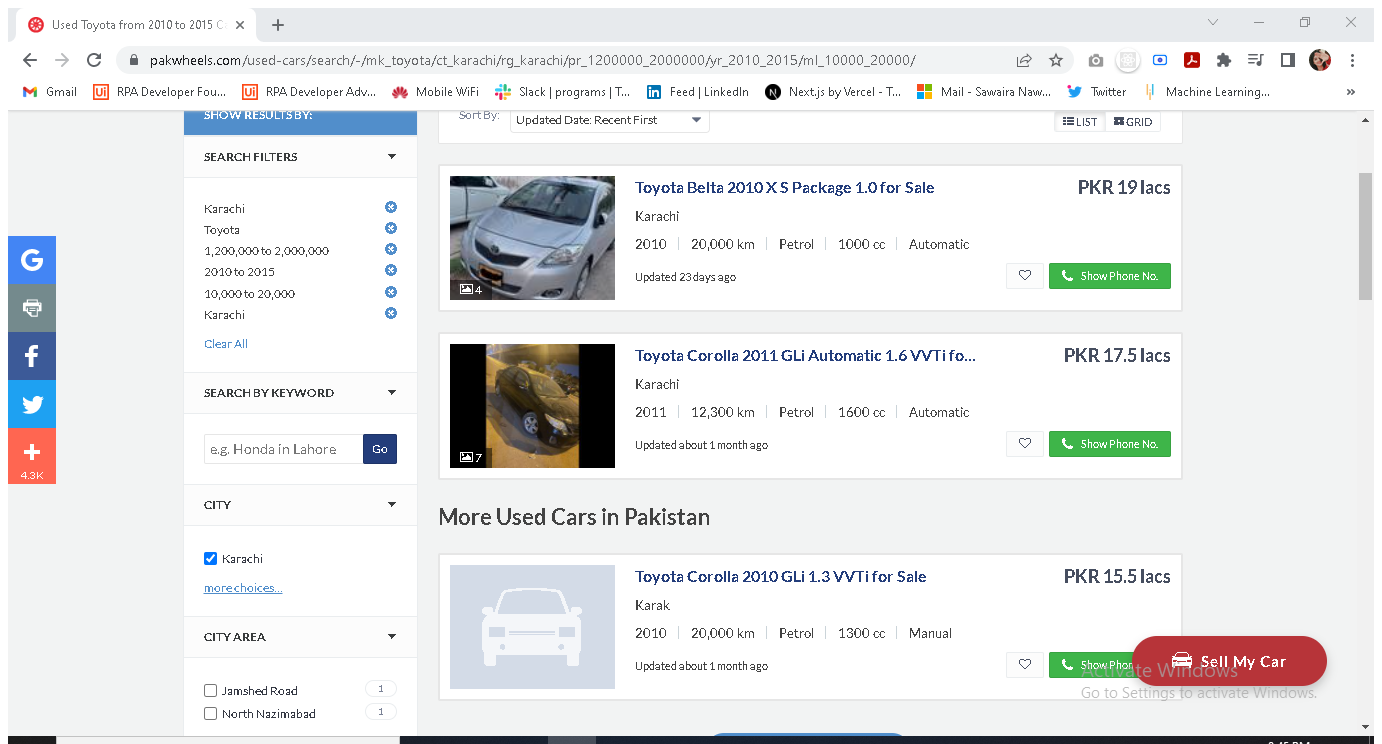 Used Toyota from 2010 to 2015 C
pakwheels.com/used-cars/search/-/mk_toyota/ct_karachi/rg_karachi/pr_1200000_2000000/yr_2010_2015/ml_10000_20000/
Gmail
RPA Developer Fou...
RPA Developer Adv...
Mobile WiFi
Slack | programs | T...
Feed | LinkedIn
Next.js by Vercel - T...
Mail - Sawaira Naw...
Twitter
Machine Learning...
SHOW RESULTS BY:
SEARCH FILTERS
Karachi
Toyota
1,200,000 to 2,000,000
2010 to 2015
10,000 to 20,000
Karachi
Clear All
SEARCH BY KEYWORD
e.g. Honda in Lahore Go
CITY
Karachi
more choices...
CITY AREA
Jamshed Road 1
North Nazimabad 1
4.3K
Sort By: Updated Date: Recent First LIST GRID
Toyota Belta 2010 X S Package 1.0 for Sale PKR 19 lacs
Karachi
2010 20,000 km Petrol 1000 cc Automatic
Updated 23 days ago Show Phone No.
4
Toyota Corolla 2011 GLi Automatic 1.6 VVTi fo... PKR 17.5 lacs
Karachi
2011 12,300 km Petrol 1600 cc Automatic
Updated about 1 month ago Show Phone No.
7
More Used Cars in Pakistan
Toyota Corolla 2010 GLi 1.3 VVTi for Sale PKR 15.5 lacs
Karak
2010 20,000 km Petrol 1300 cc Manual
Updated about 1 month ago Show Phon
Sell My Car
Activate Windows
Go to Settings to activate Windows.